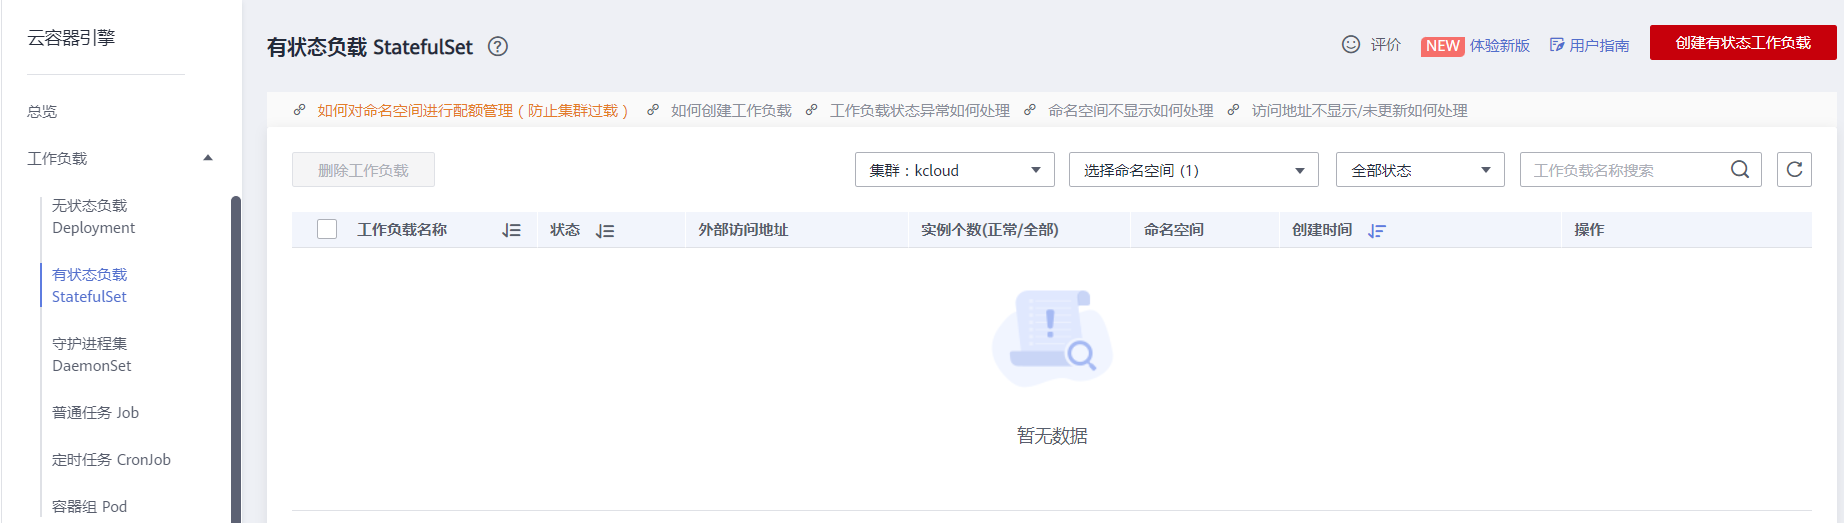 云容器引擎
总览
工作负载
无状态负载
Deployment
有状态负载
StatefulSet
守护进程集
DaemonSet
普通任务 Job
定时任务 CronJob
容器组 Pod
有状态负载 StatefulSet ?
评价 NEW 体验新版 用户指南 创建有状态工作负载
如何对命名空间进行配额管理（防止集群过载） 如何创建工作负载 工作负载状态异常如何处理 命名空间不显示如何处理 访问地址不显示/未更新如何处理
删除工作负载 集群：kcloud 选择命名空间 (1) 全部状态 工作负载名称搜索
工作负载名称 状态 外部访问地址 实例个数(正常/全部) 命名空间 创建时间 操作
暂无数据